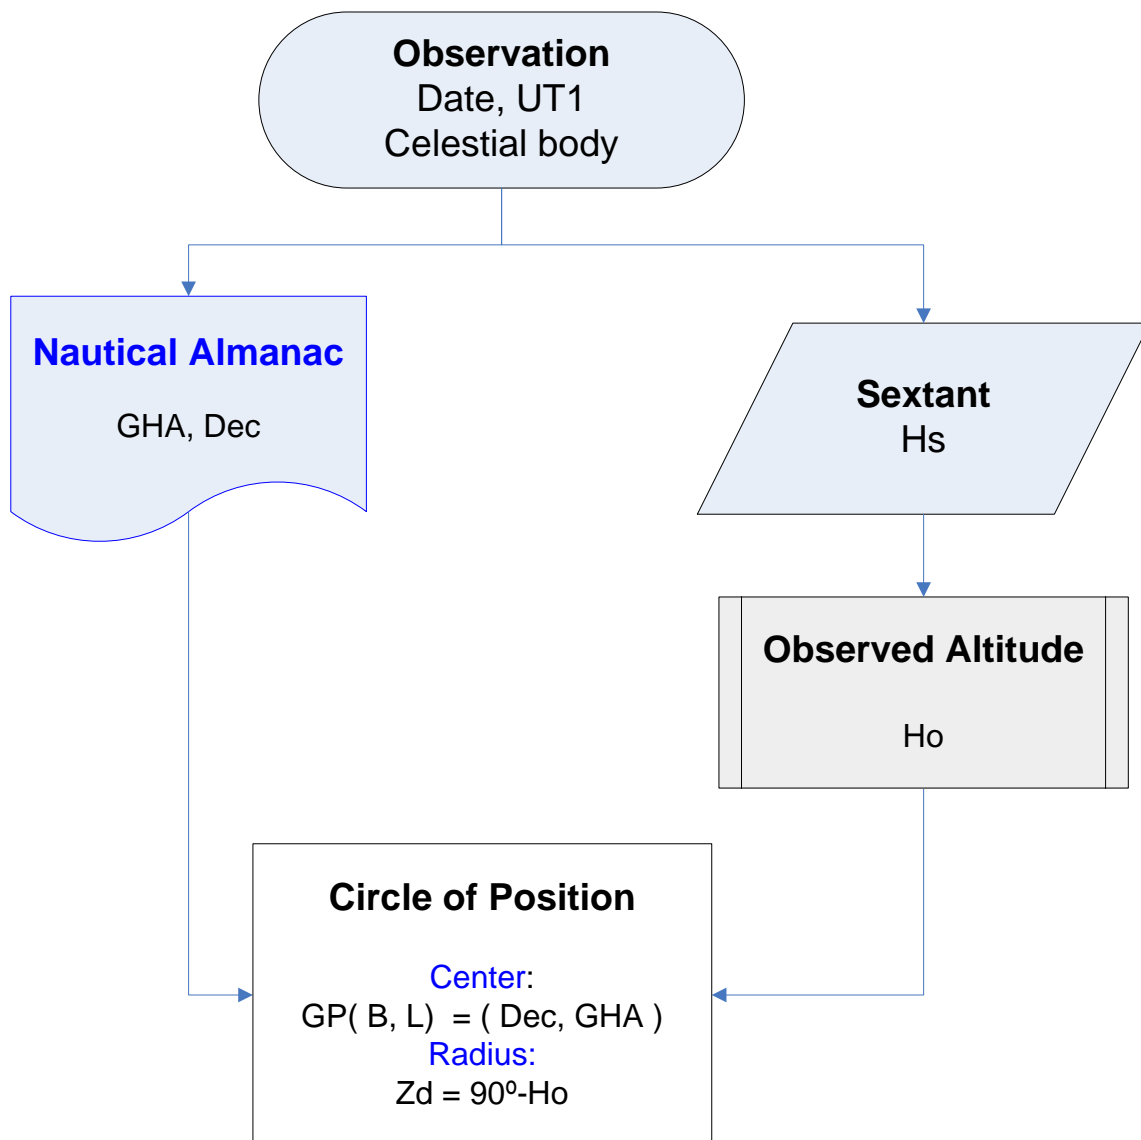 Observation
Date, UT1
Celestial body
Nautical Almanac
GHA, Dec
Sextant
Hs
Observed Altitude
Ho
Circle of Position
Center:
GP( B, L)  = ( Dec, GHA )
Radius:
Zd = 90º-Ho